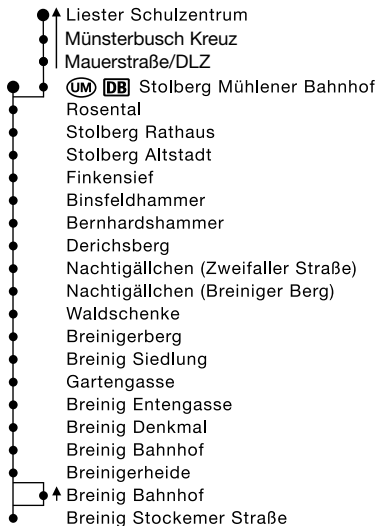 Liester Schulzentrum
Münsterbusch Kreuz
Mauerstraße/DLZ
UM DB Stolberg Mühlener Bahnhof
Rosental
Stolberg Rathaus
Stolberg Altstadt
Finkensief
Binsfeldhammer
Bernhardshammer
Derichsberg
Nachtigällchen (Zweifaller Straße)
Nachtigällchen (Breiniger Berg)
Waldschenke
Breinigerberg
Breinig Siedlung
Gartengasse
Breinig Entengasse
Breinig Denkmal
Breinig Bahnhof
Breinigerheide
Breinig Bahnhof
Breinig Stockemer Straße